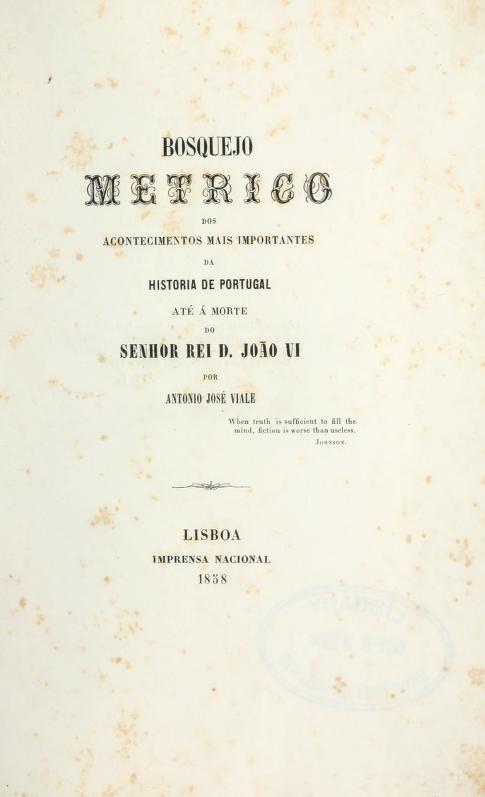 BOSQUEJO
METRICO
DOS
ACONTECIMENTOS MAIS IMPORTANTES
DA
HISTORIA DE PORTUGAL
ATÉ Á MORTE
DO
SENHOR REI D. JOÃO VI
POR
ANTONIO JOSÉ VIALE
When truth is sufficient to fill the
mind, fiction is worse than useless.
JOHNSON.
LISBOA
IMPRENSA NACIONAL
1858
LIBRARY